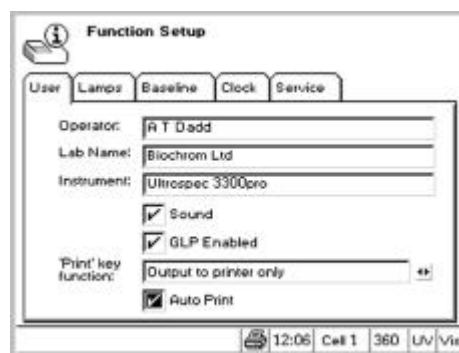 Function Setup
User Lamps Baseline Clock Service
Operator: A T Dadd
Lab Name: Biochrom Ltd
Instrument: Ultrospec 3300pro
Sound
GLP Enabled
'Print' key function: Output to printer only
Auto Print
12:06 Cell 1 360 UV Vis